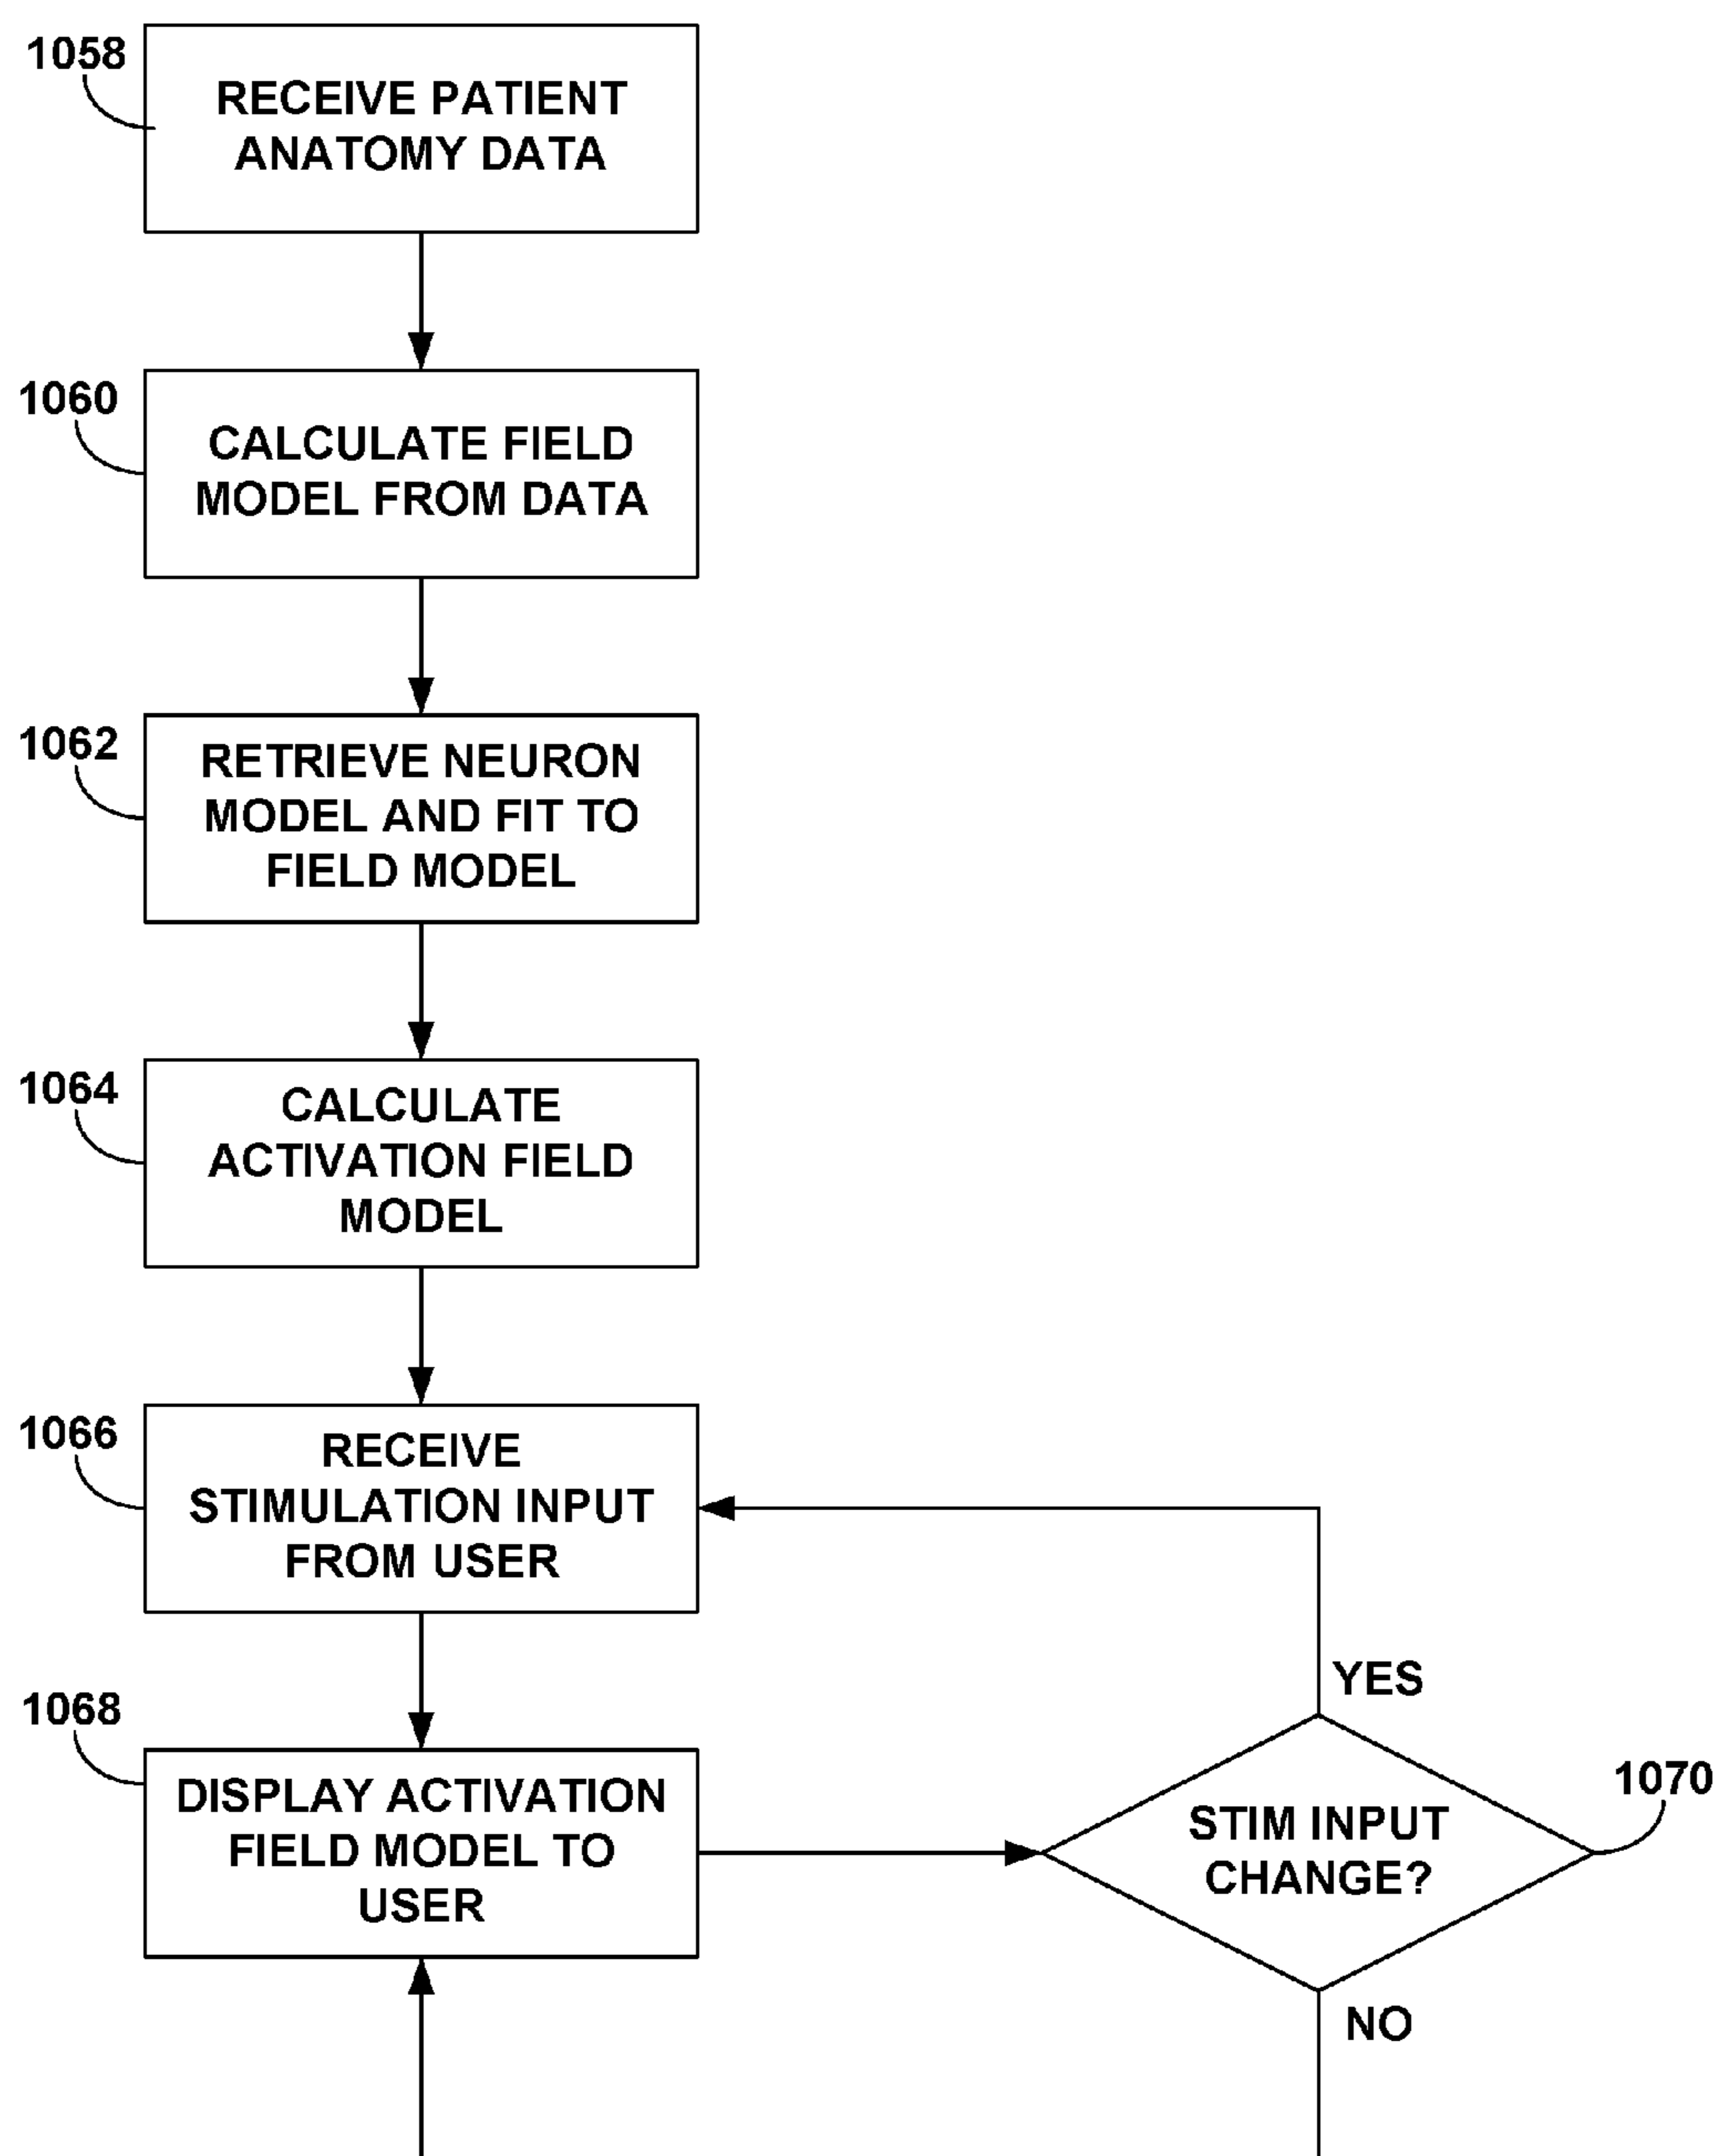 1058
RECEIVE PATIENT
ANATOMY DATA
1060
CALCULATE FIELD
MODEL FROM DATA
1062
RETRIEVE NEURON
MODEL AND FIT TO
FIELD MODEL
1064
CALCULATE
ACTIVATION FIELD
MODEL
1066
RECEIVE
STIMULATION INPUT
FROM USER
1068
DISPLAY ACTIVATION
FIELD MODEL TO
USER
YES
1070
STIM INPUT
CHANGE?
NO